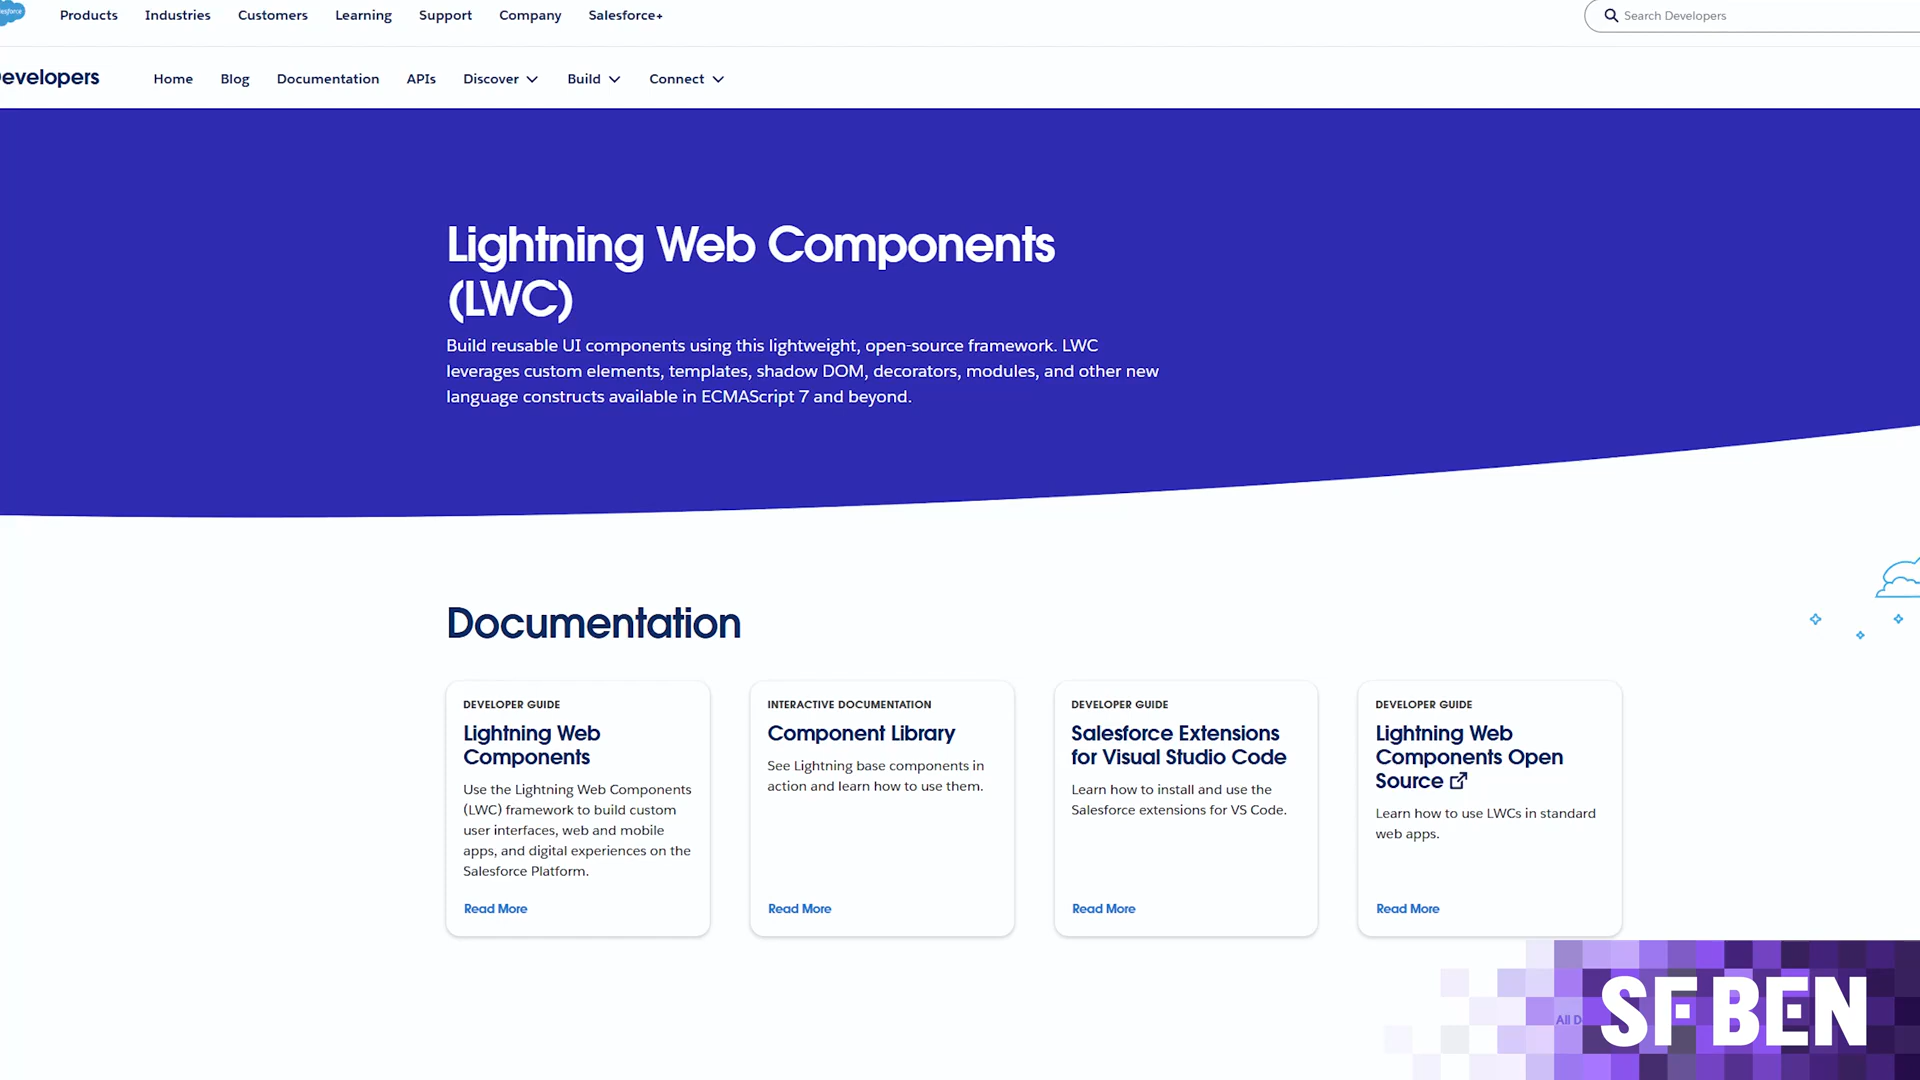 Products Industries Customers Learning Support Company Salesforce+
Search Developers
evelopers Home Blog Documentation APIs Discover Build Connect
Lightning Web Components
(LWC)
Build reusable UI components using this lightweight, open-source framework. LWC
leverages custom elements, templates, shadow DOM, decorators, modules, and other new
language constructs available in ECMAScript 7 and beyond.
Documentation
DEVELOPER GUIDE
Lightning Web
Components
Use the Lightning Web Components
(LWC) framework to build custom
user interfaces, web and mobile
apps, and digital experiences on the
Salesforce Platform.
Read More
INTERACTIVE DOCUMENTATION
Component Library
See Lightning base components in
action and learn how to use them.
Read More
DEVELOPER GUIDE
Salesforce Extensions
for Visual Studio Code
Learn how to install and use the
Salesforce extensions for VS Code.
Read More
DEVELOPER GUIDE
Lightning Web
Components Open
Source
Learn how to use LWCs in standard
web apps.
Read More
All D
SF BEN